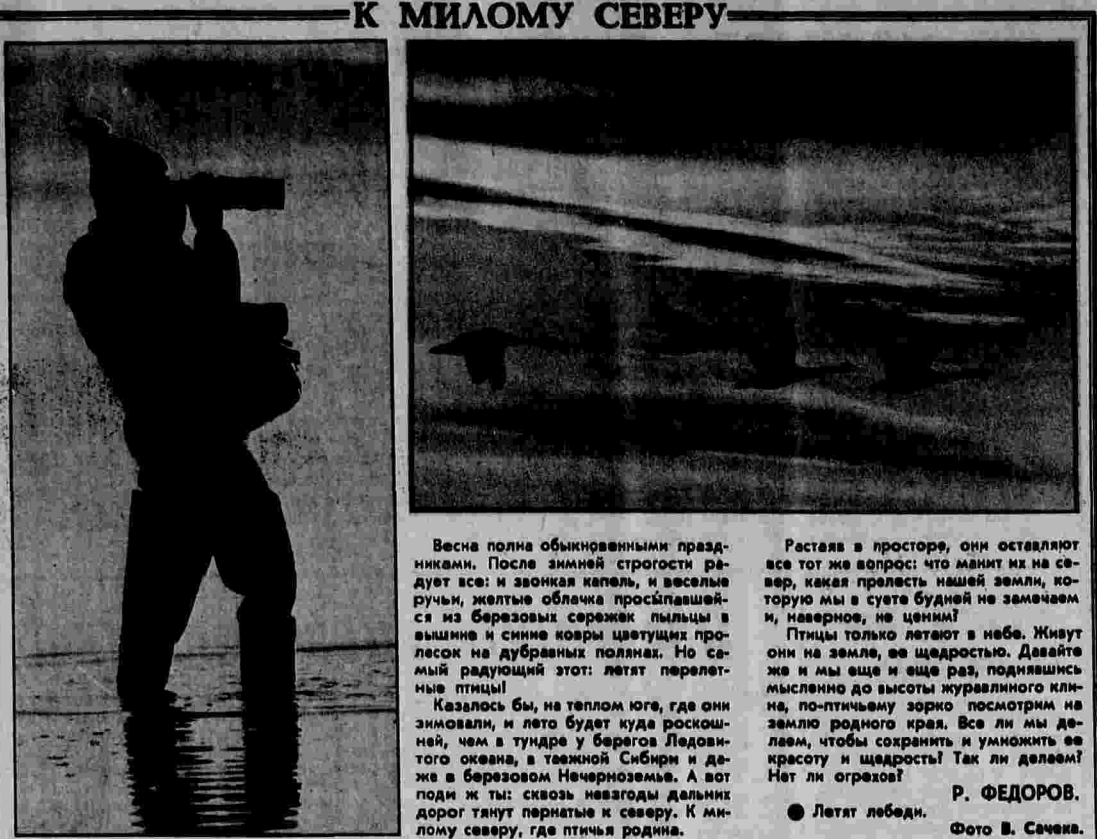 К МИЛОМУ СЕВЕРУ
Весна полна обыкновенными празд-
никами. После зимней строгости ра-
дует все: и звонкая капель, и веселые
ручьи, желтые облачка просыпавшей-
ся из березовых сережек пыльцы в
вышине и синие ковры цветущих про-
лесок на дубравных полянах. Но са-
мый радующий этот: летят перелет-
ные птицы!
Казалось бы, на теплом юге, где они
зимовали, и лето будет куда роскош-
ней, чем в тундре у берегов Ледови-
того океана, в таежной Сибири и да-
же в березовом Нечерноземье. А вот
поди ж ты: сквозь невзгоды дальних
дорог тянут пернатые к северу. К ми-
лому северу, где птичья родина.
Растаяв в просторе, они оставляют
все тот же вопрос: что манит их на се-
вер, какая прелесть нашей земли, ко-
торую мы в суете будней не замечаем
и, наверное, не ценим?
Птицы только летают в небе. Живут
они на земле, ее щедростью. Давайте
же и мы еще и еще раз, поднявшись
мысленно до высоты журавлиного кли-
на, по-птичьему зорко посмотрим на
землю родного края. Все ли мы де-
лаем, чтобы сохранить и умножить ее
красоту и щедрость? Так ли делаем?
Нет ли огрехов?
Р. ФЕДОРОВ.
● Летят лебеди.
Фото В. Сачека.